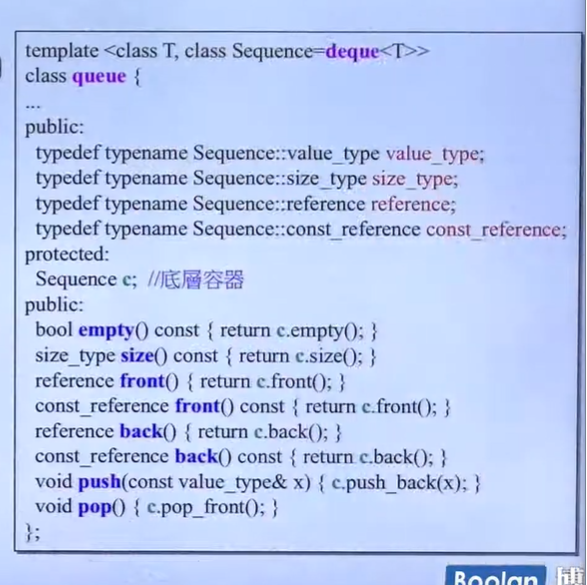 template <class T, class Sequence=deque<T>>
class queue {
...
public:
typedef typename Sequence::value_type value_type;
typedef typename Sequence::size_type size_type;
typedef typename Sequence::reference reference;
typedef typename Sequence::const_reference const_reference;
protected:
Sequence c; //底層容器
public:
bool empty() const { return c.empty(); }
size_type size() const { return c.size(); }
reference front() { return c.front(); }
const_reference front() const { return c.front(); }
reference back() { return c.back(); }
const_reference back() const { return c.back(); }
void push(const value_type& x) { c.push_back(x); }
void pop() { c.pop_front(); }
};
Boolan 博